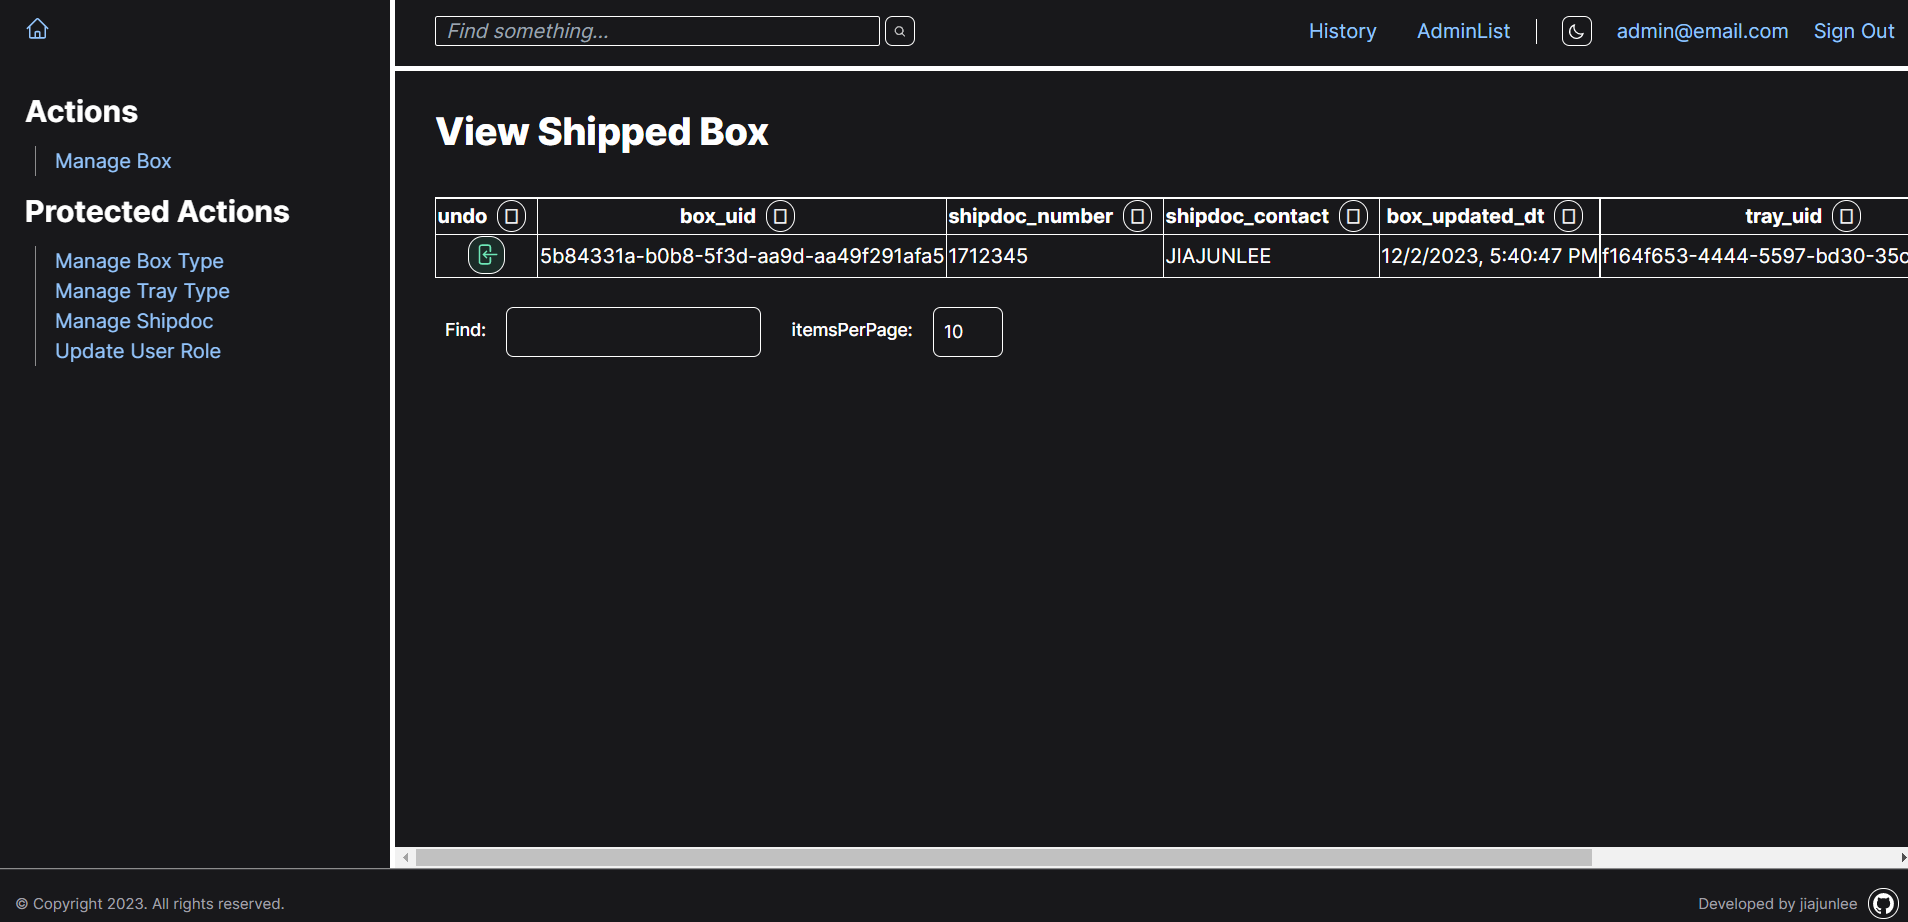 Find something...
History
AdminList
admin@email.com
Sign Out
Actions
Manage Box
Protected Actions
Manage Box Type
Manage Tray Type
Manage Shipdoc
Update User Role
View Shipped Box
undo box_uid shipdoc_number shipdoc_contact box_updated_dt tray_uid
5b84331a-b0b8-5f3d-aa9d-aa49f291afa5 1712345 JIAJUNLEE 12/2/2023, 5:40:47 PM f164f653-4444-5597-bd30-35c
Find:
itemsPerPage: 10
© Copyright 2023. All rights reserved.
Developed by jiajunlee